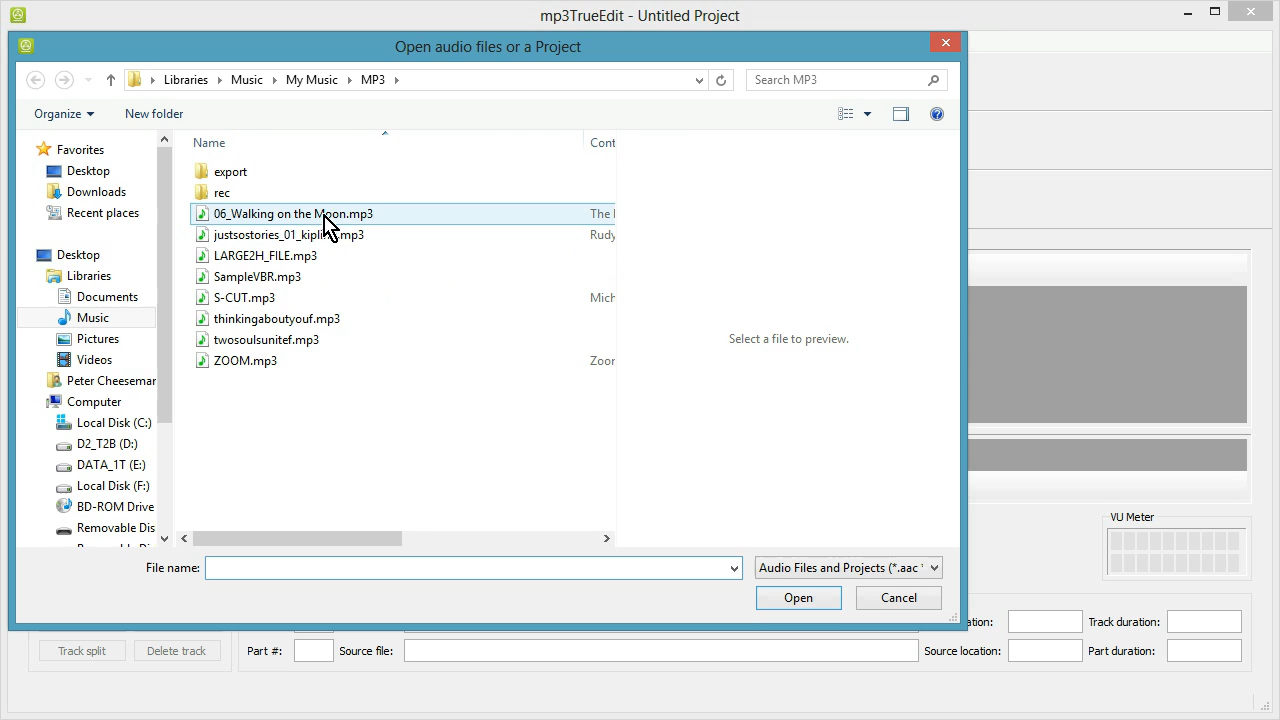 mp3TrueEdit - Untitled Project
Open audio files or a Project
Libraries Music My Music MP3
Search MP3
Organize New folder
Name Cont
Favorites
Desktop
Downloads
Recent places
Desktop
Libraries
Documents
Music
Pictures
Videos
Peter Cheesemar
Computer
Local Disk (C:)
D2_T2B (D:)
DATA_1T (E:)
Local Disk (F:)
BD-ROM Drive
Removable Dis
export
rec
06_Walking on the Moon.mp3 The
justsostories_01_kipli .mp3 Rudy
LARGE2H_FILE.mp3
SampleVBR.mp3
S-CUT.mp3 Mich
thinkingaboutyouf.mp3
twosoulsunitef.mp3
ZOOM.mp3 Zoor
Select a file to preview.
File name:
Audio Files and Projects (*.aac
Open Cancel
VU Meter
ation: Track duration:
Track split Delete track Part #: Source file: Source location: Part duration: